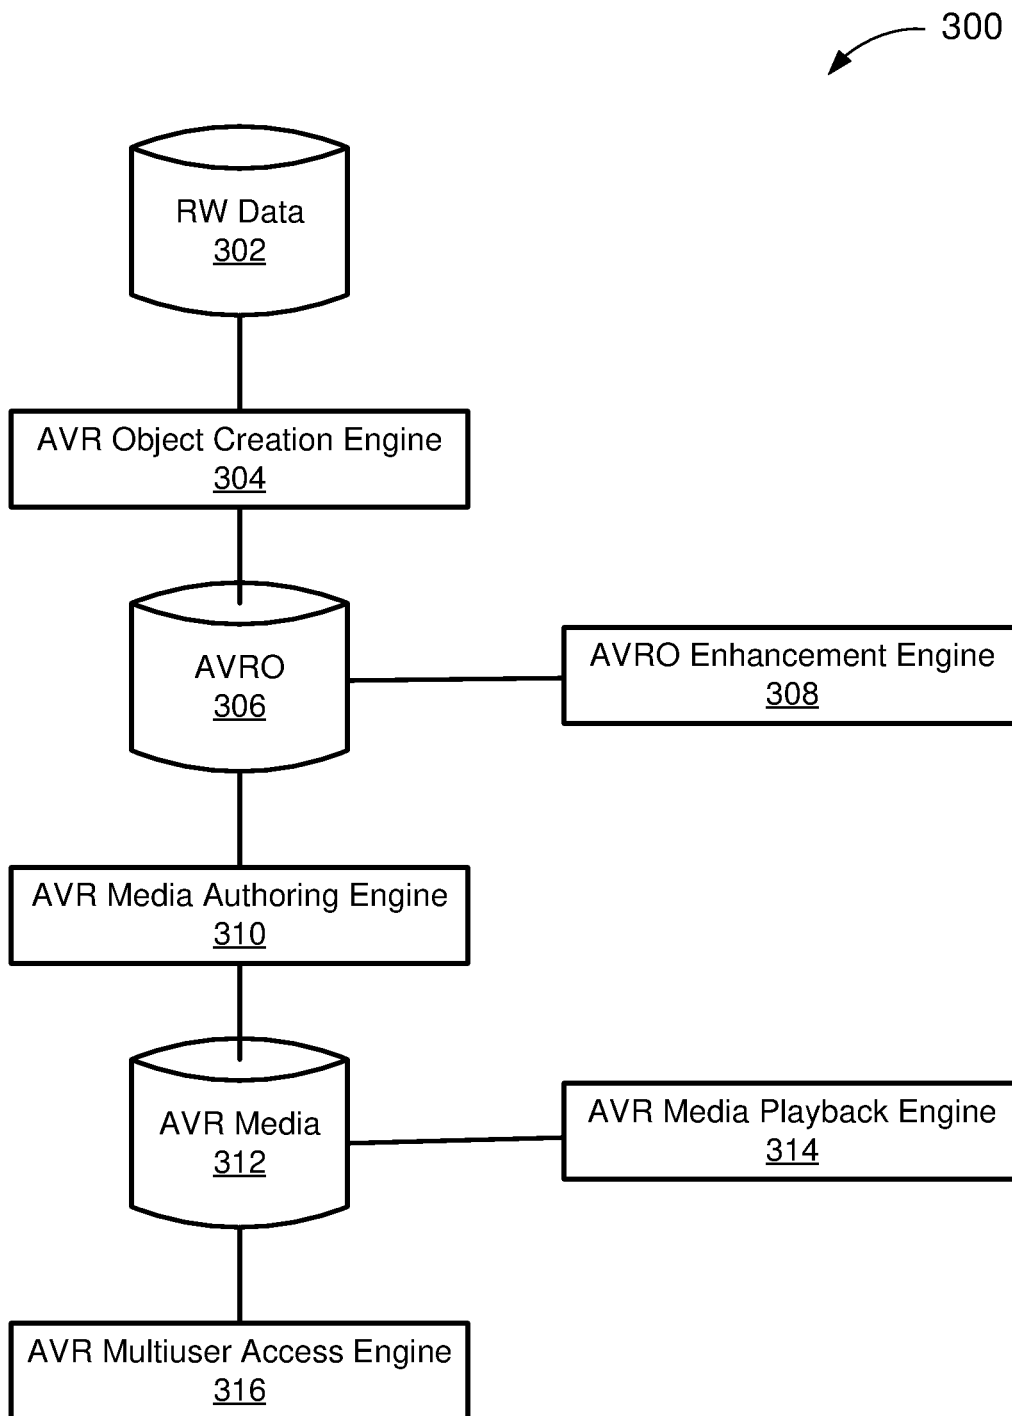 300
RW Data
302
AVR Object Creation Engine
304
AVRO
306
AVRO Enhancement Engine
308
AVR Media Authoring Engine
310
AVR Media
312
AVR Media Playback Engine
314
AVR Multiuser Access Engine
316